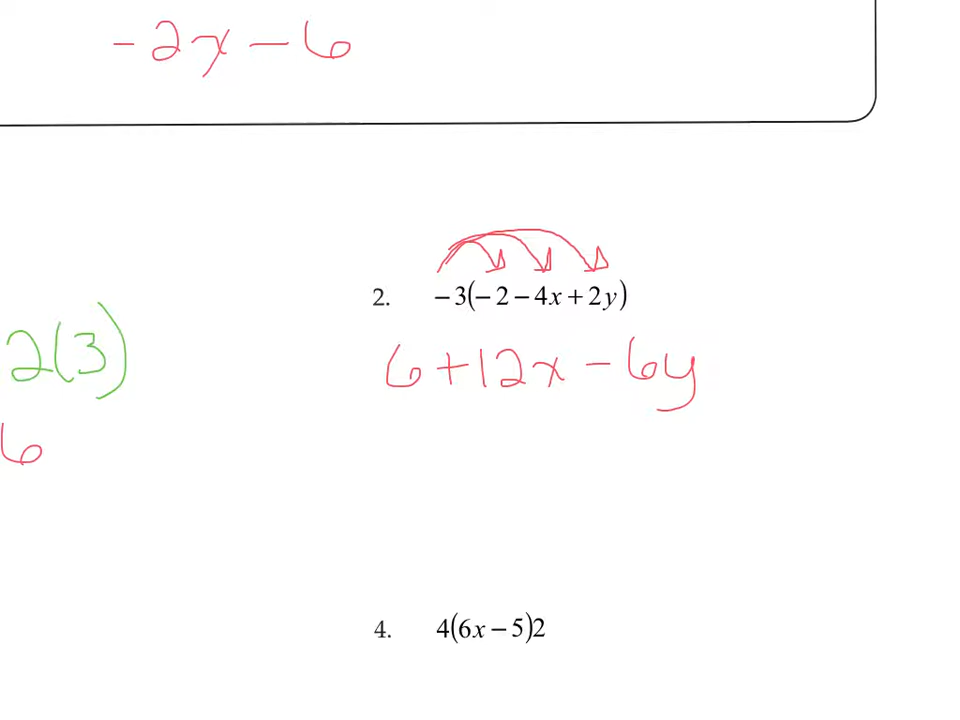 -2x - 6
2. -3(-2-4x+2y)
2(3)
6+12x-6y
6
4. 4(6x-5)2